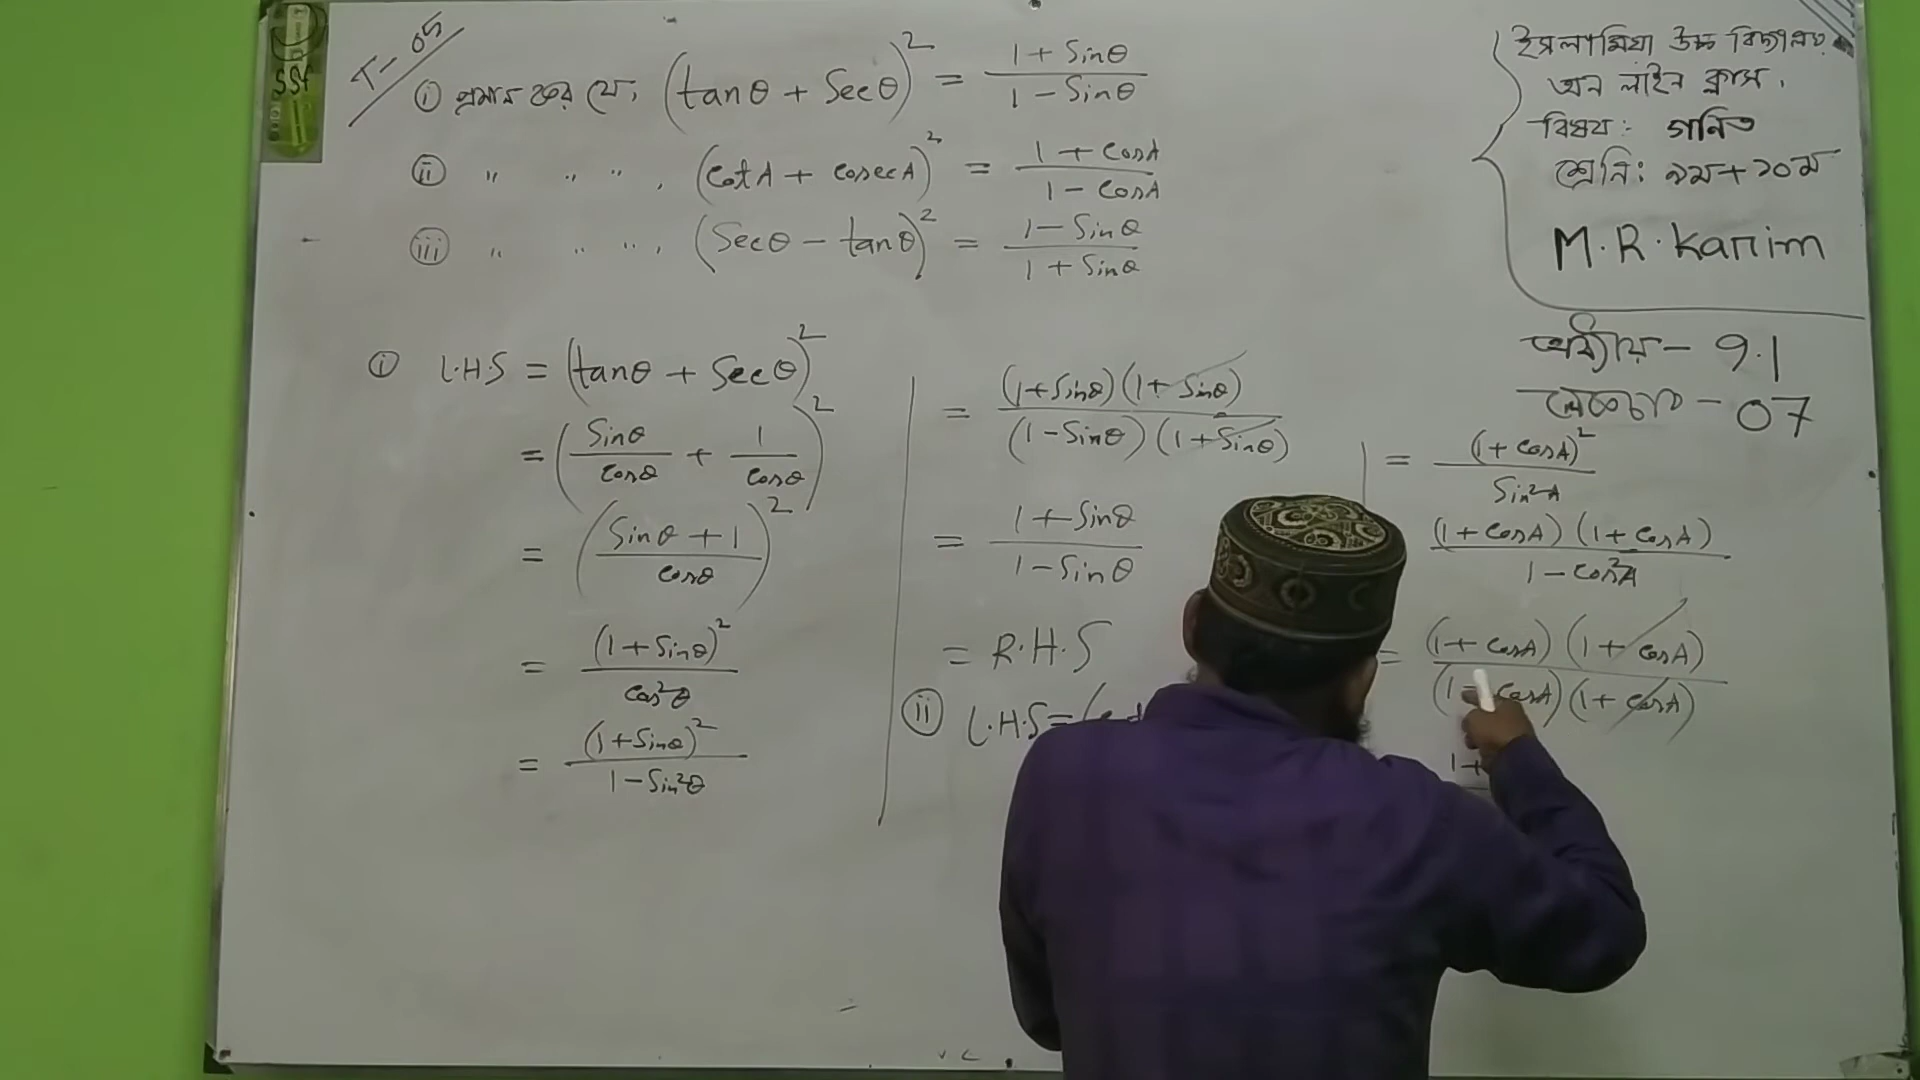 SSF
T-05
i প্রমাণ কর যে, (tanθ + Secθ)² = (1 + Sinθ)/(1 - Sinθ)
ii " " " , (cotA + cosecA)² = (1 + cosA)/(1 - cosA)
iii " " " , (Secθ - tanθ)² = (1 - Sinθ)/(1 + Sinθ)
ইসলামিয়া উচ্চ বিদ্যালয়
অন লাইন ক্লাস,
বিষয়:- গনিত
শ্রেনি: ৯ম+১০ম
M.R.Karim
অধ্যায়- 9.1
লেকচার - 07
i L.H.S = (tanθ + Secθ)²
= (Sinθ/cosθ + 1/cosθ)²
= ((Sinθ + 1)/cosθ)²
= (1+Sinθ)²/cos²θ
= (1+Sinθ)²/(1-Sin²θ)
= (1+Sinθ)(1+Sinθ)/(1-Sinθ)(1+Sinθ)
= (1+Sinθ)/(1-Sinθ)
= R.H.S
ii L.H.S=(
= (1+cosA)²/Sin²A
(1+cosA)(1+cosA)/(1-cos²A)
= (1+cosA)(1+cosA)/(1-cosA)(1+cosA)
1+